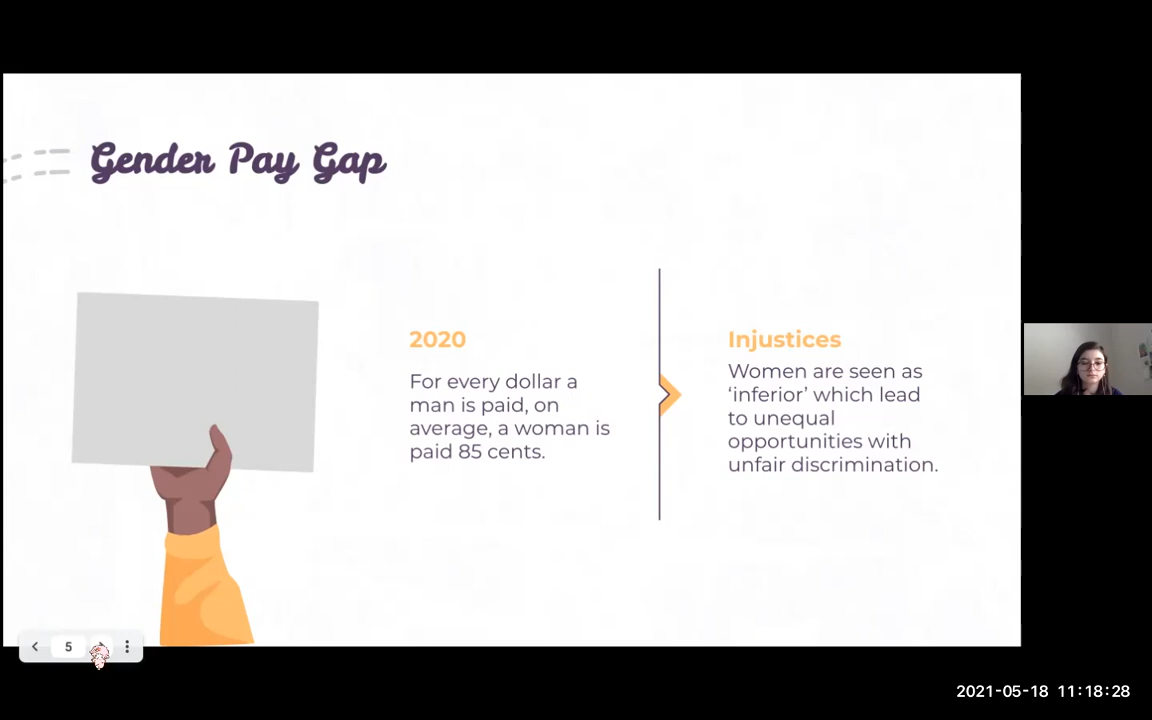 Gender Pay Gap
2020
For every dollar a
man is paid, on
average, a woman is
paid 85 cents.
Injustices
Women are seen as
‘inferior’ which lead
to unequal
opportunities with
unfair discrimination.
5
2021-05-18 11:18:28